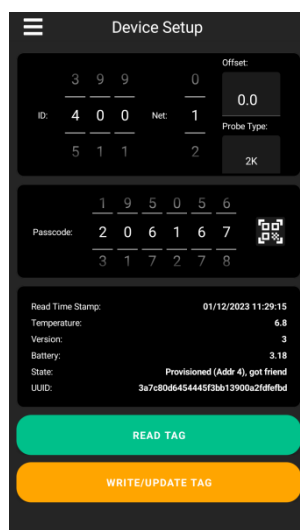 Device Setup
Offset:
3 9 9 0
0.0
ID: 4 0 0 Net: 1
Probe Type:
5 1 1 2
2K
1 9 5 0 5 6
Passcode: 2 0 6 1 6 7
3 1 7 2 7 8
Read Time Stamp: 01/12/2023 11:29:15
Temperature: 6.8
Version: 3
Battery: 3.18
State: Provisioned (Addr 4), got friend
UUID: 3a7c80d6454445f3bb13900a2fdfefbd
READ TAG
WRITE/UPDATE TAG